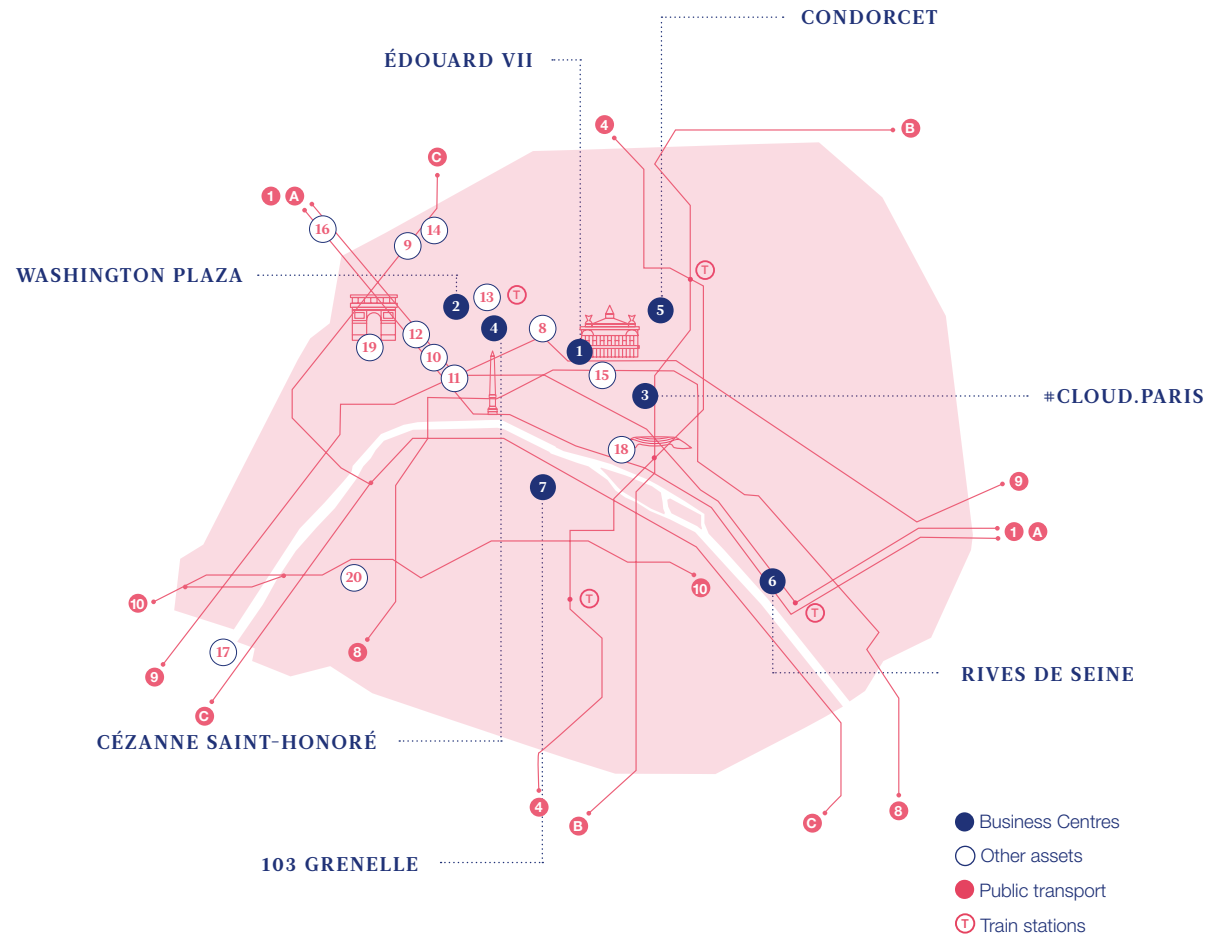 CONDORCET
ÉDOUARD VII
4
B
C
1 A
16
14
9
WASHINGTON PLAZA
T
2
13
T
5
4
8
12
1
19
10
11
15
3
#CLOUD.PARIS
18
9
7
1 A
6
20
10
10
T
T
17
8
9
RIVES DE SEINE
C
CÉZANNE SAINT-HONORÉ
4
8
B
C
Business Centres
103 GRENELLE
Other assets
Public transport
T Train stations